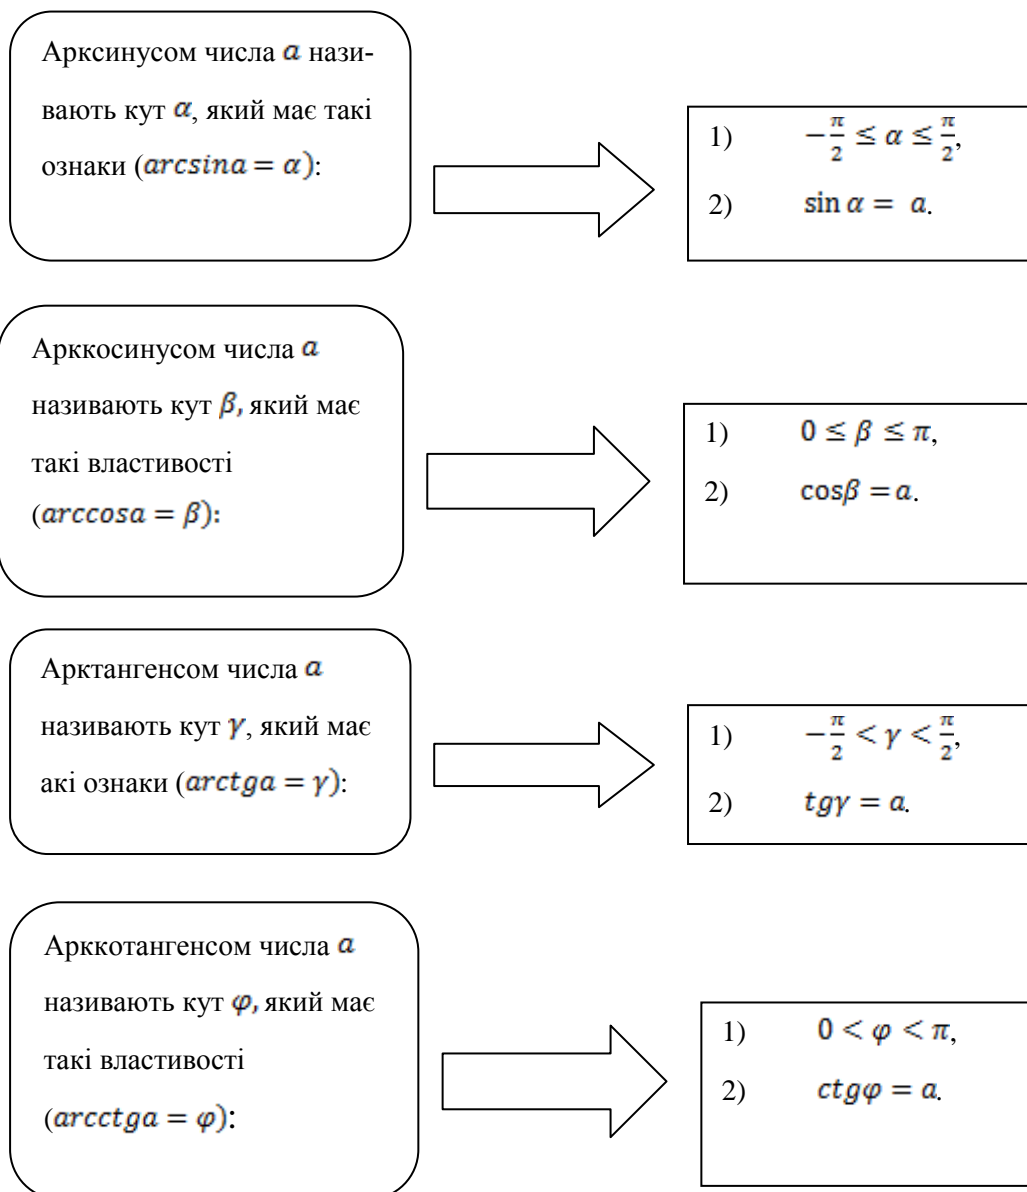 Арксинусом числа a нази-
вають кут α, який має такі
ознаки (arcsina = α):
1) −π/2 ≤ α ≤ π/2,
2) sin α = a.
Арккосинусом числа a
називають кут β, який має
такі властивості
(arccosa = β):
1) 0 ≤ β ≤ π,
2) cosβ = a.
Арктангенсом числа a
називають кут γ, який має
акі ознаки (arctga = γ):
1) −π/2 < γ < π/2,
2) tgγ = a.
Арккотангенсом числа a
називають кут φ, який має
такі властивості
(arcctga = φ):
1) 0 < φ < π,
2) ctgφ = a.